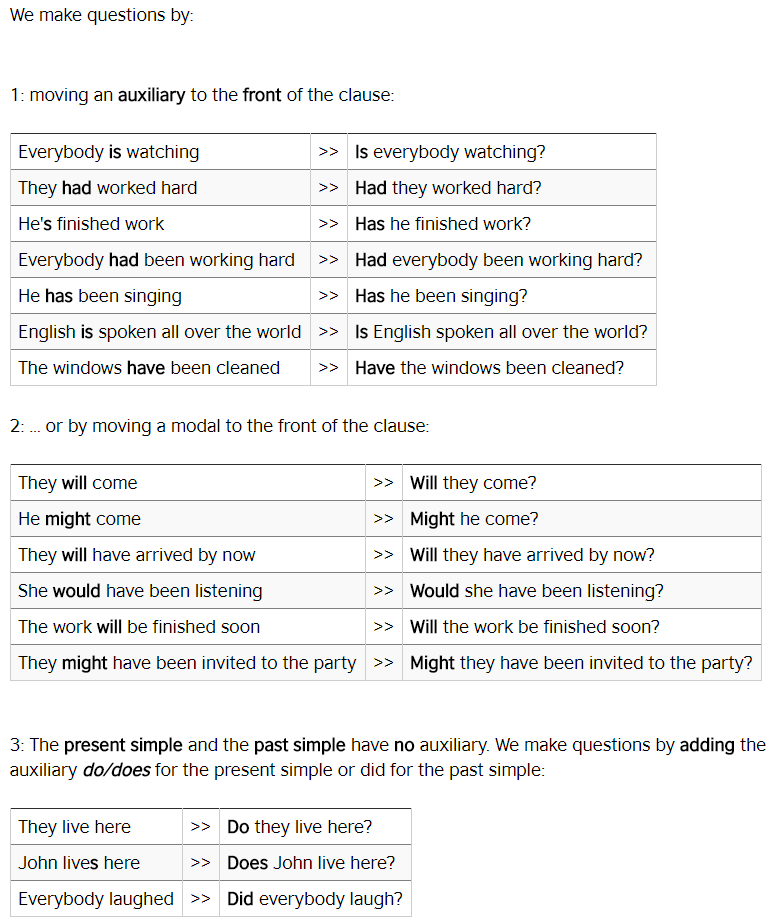 We make questions by:
1: moving an auxiliary to the front of the clause:
Everybody is watching >> Is everybody watching?
They had worked hard >> Had they worked hard?
He's finished work >> Has he finished work?
Everybody had been working hard >> Had everybody been working hard?
He has been singing >> Has he been singing?
English is spoken all over the world >> Is English spoken all over the world?
The windows have been cleaned >> Have the windows been cleaned?
2: ... or by moving a modal to the front of the clause:
They will come >> Will they come?
He might come >> Might he come?
They will have arrived by now >> Will they have arrived by now?
She would have been listening >> Would she have been listening?
The work will be finished soon >> Will the work be finished soon?
They might have been invited to the party >> Might they have been invited to the party?
3: The present simple and the past simple have no auxiliary. We make questions by adding the
auxiliary do/does for the present simple or did for the past simple:
They live here >> Do they live here?
John lives here >> Does John live here?
Everybody laughed >> Did everybody laugh?